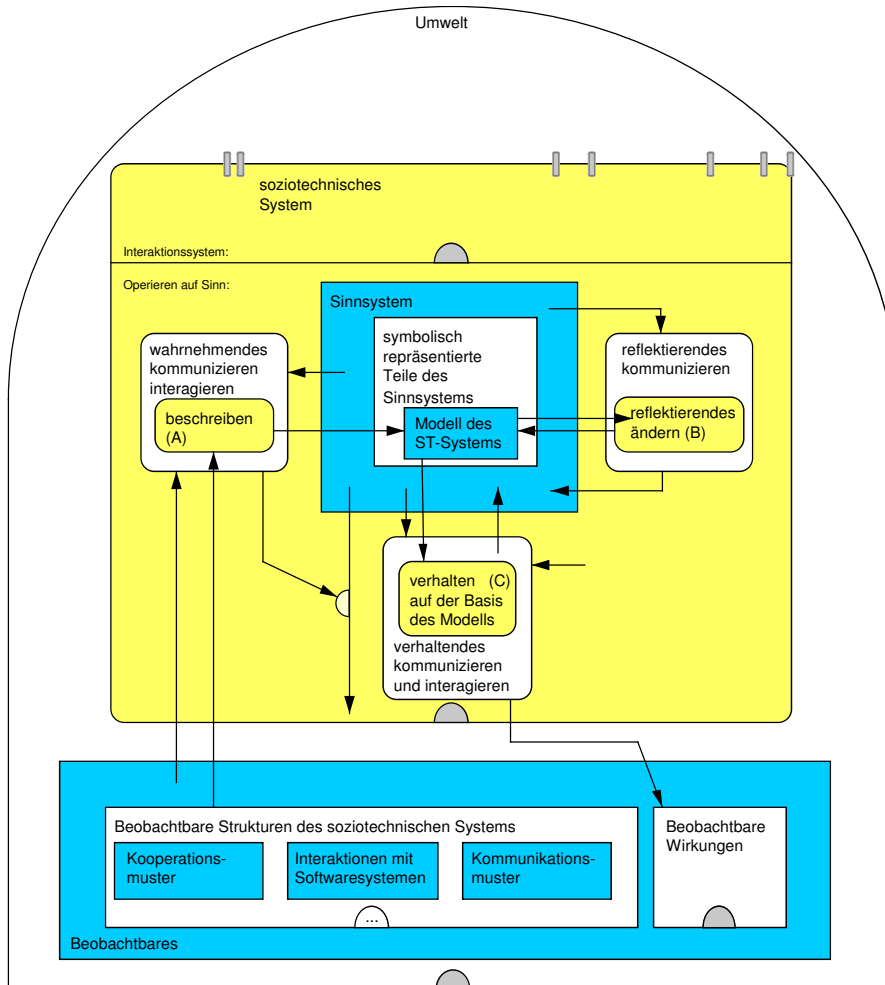 Umwelt
soziotechnisches
System
Interaktionssystem:
Operieren auf Sinn:
Sinnsystem
wahrnehmendes
kommunizieren
interagieren
beschreiben
(A)
symbolisch
repräsentierte
Teile des
Sinnsystems
Modell des
ST-Systems
reflektierendes
kommunizieren
reflektierendes
ändern (B)
verhalten (C)
auf der Basis
des Modells
verhaltendes
kommunizieren
und interagieren
Beobachtbare Strukturen des soziotechnischen Systems
Kooperations-
muster
Interaktionen mit
Softwaresystemen
Kommunikations-
muster
...
Beobachtbare
Wirkungen
Beobachtbares